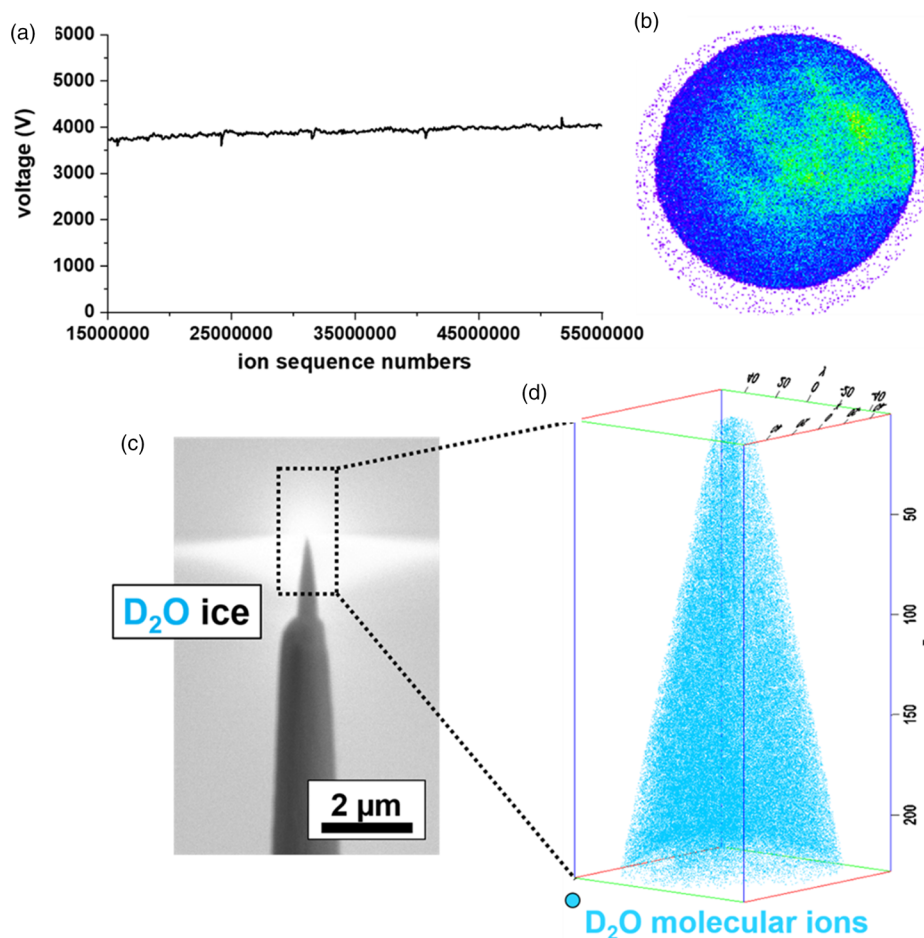 (a)
6000
5000
4000
3000
2000
1000
0
voltage (V)
15000000 25000000 35000000 45000000 55000000
ion sequence numbers
(b)
(c)
D₂O ice
2 µm
(d)
50
100
150
200
D₂O molecular ions